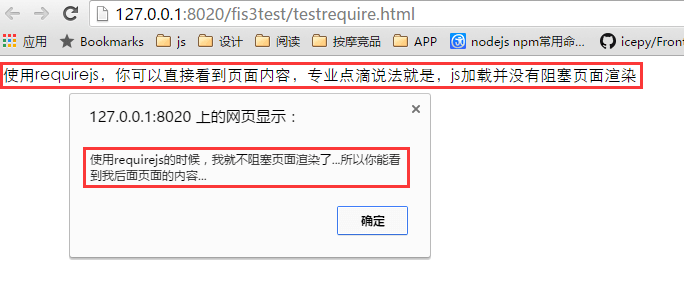 127.0.0.1:8020/fis3test/testrequire.html
应用 js 设计 阅读 按摩竞品 APP nodejs npm常用命... icepy/Front
使用requirejs，你可以直接看到页面内容，专业点滴说法就是，js加载并没有阻塞页面渲染
127.0.0.1:8020 上的网页显示：
使用requirejs的时候，我就不阻塞页面渲染了...所以你能看
到我后面页面的内容...
确定